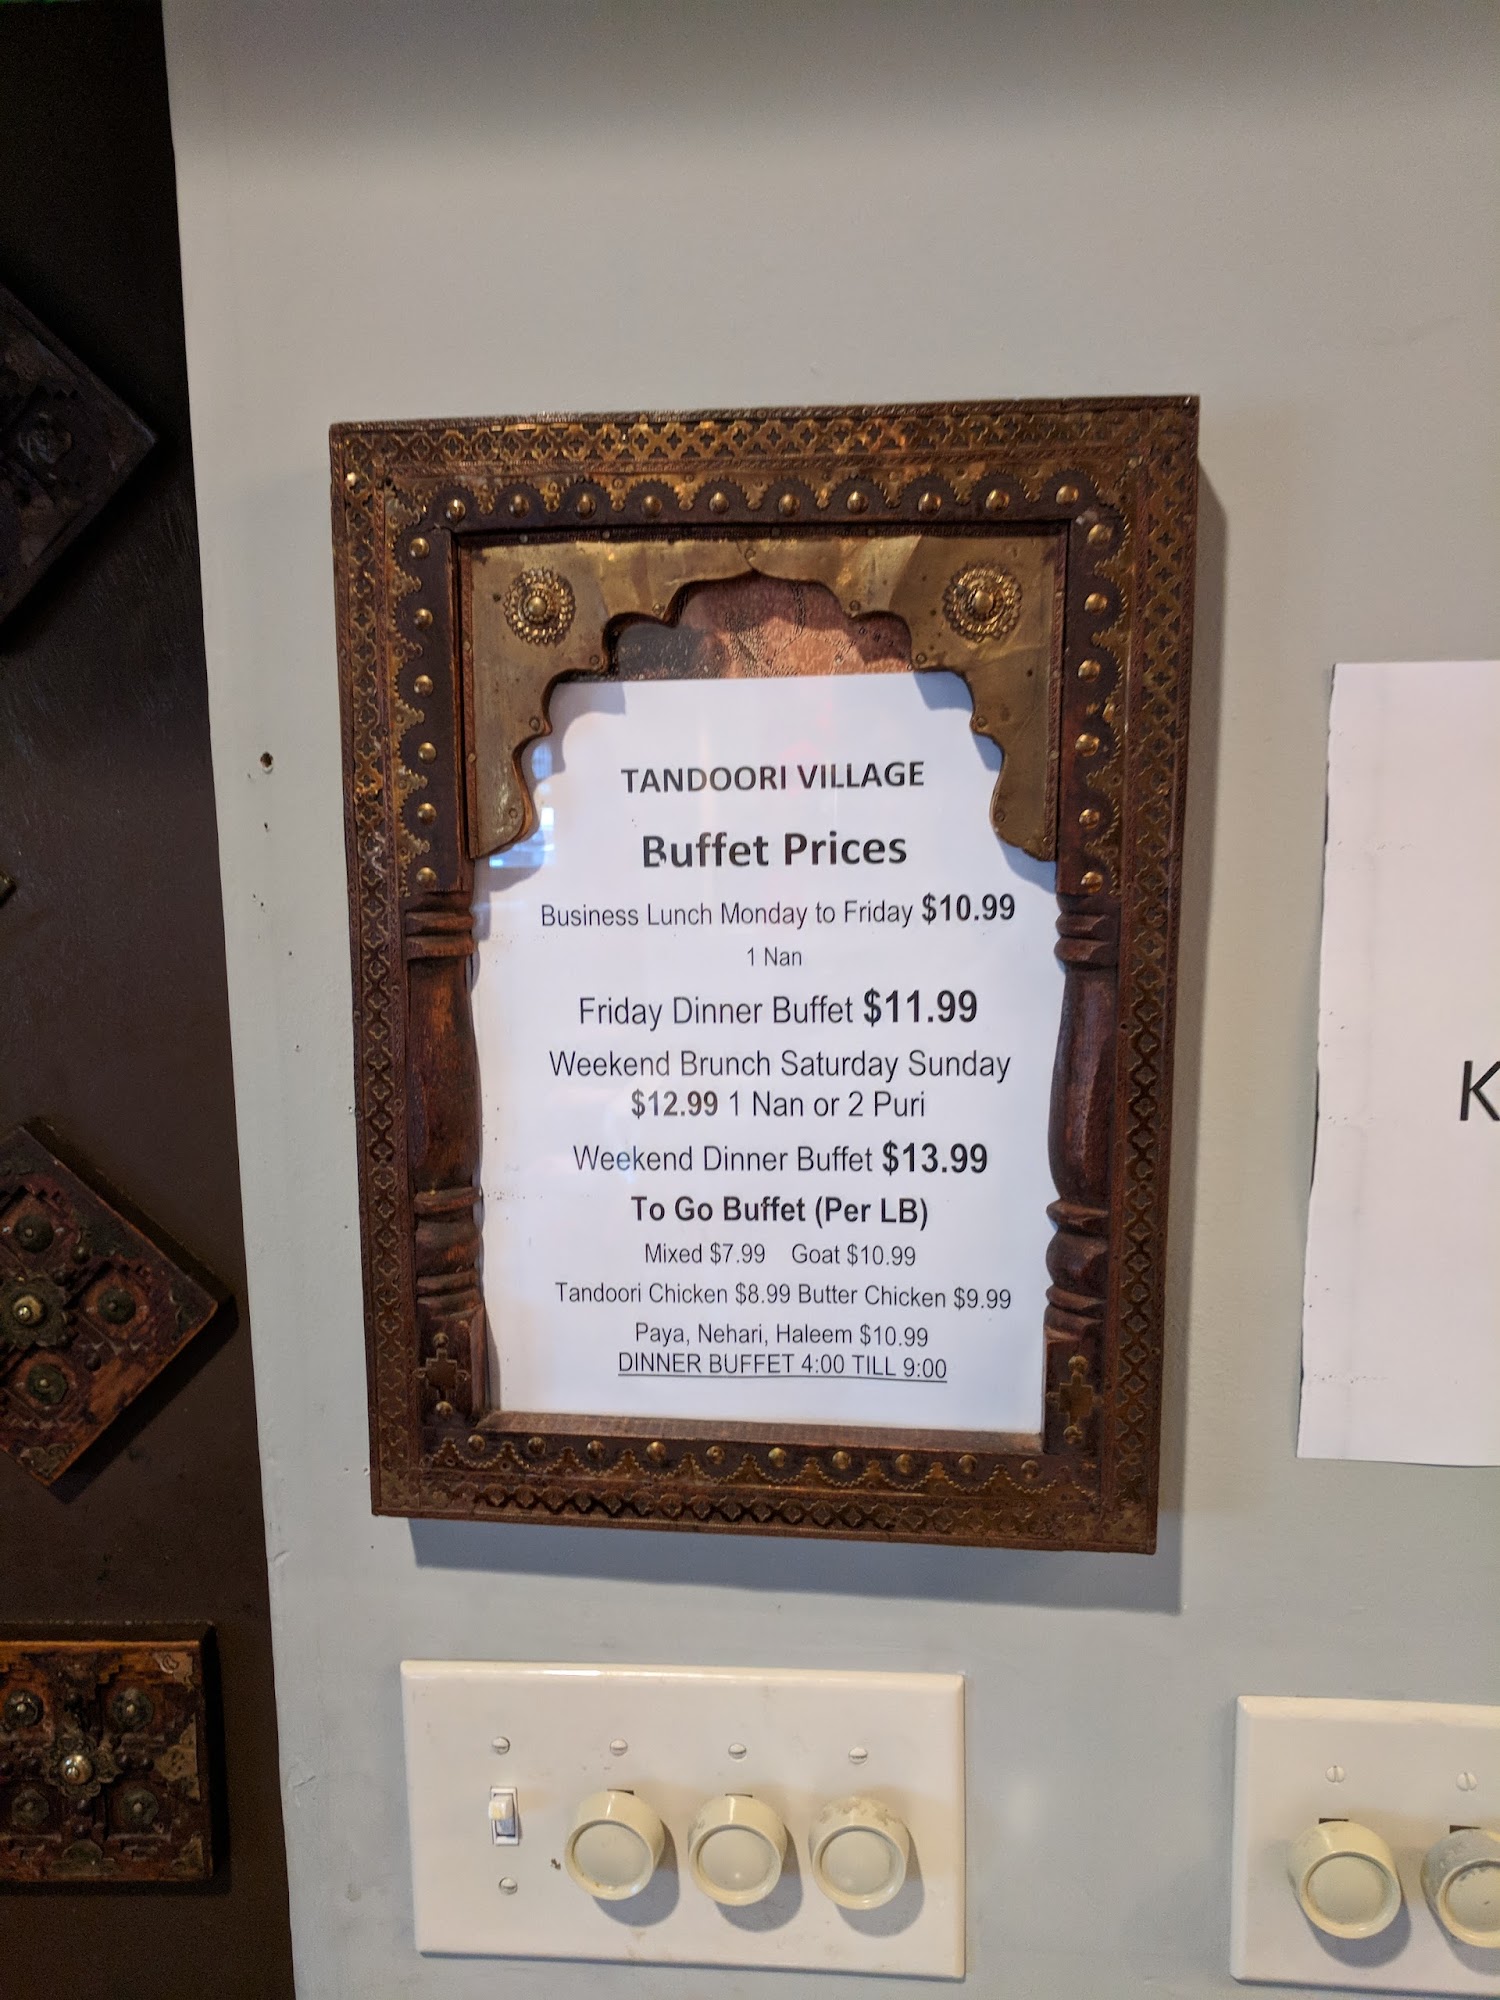 TANDOORI VILLAGE
Buffet Prices
Business Lunch Monday to Friday $10.99
1 Nan
Friday Dinner Buffet $11.99
Weekend Brunch Saturday Sunday
$12.99 1 Nan or 2 Puri
Weekend Dinner Buffet $13.99
To Go Buffet (Per LB)
Mixed $7.99 Goat $10.99
Tandoori Chicken $8.99 Butter Chicken $9.99
Paya, Nehari, Haleem $10.99
DINNER BUFFET 4:00 TILL 9:00
K